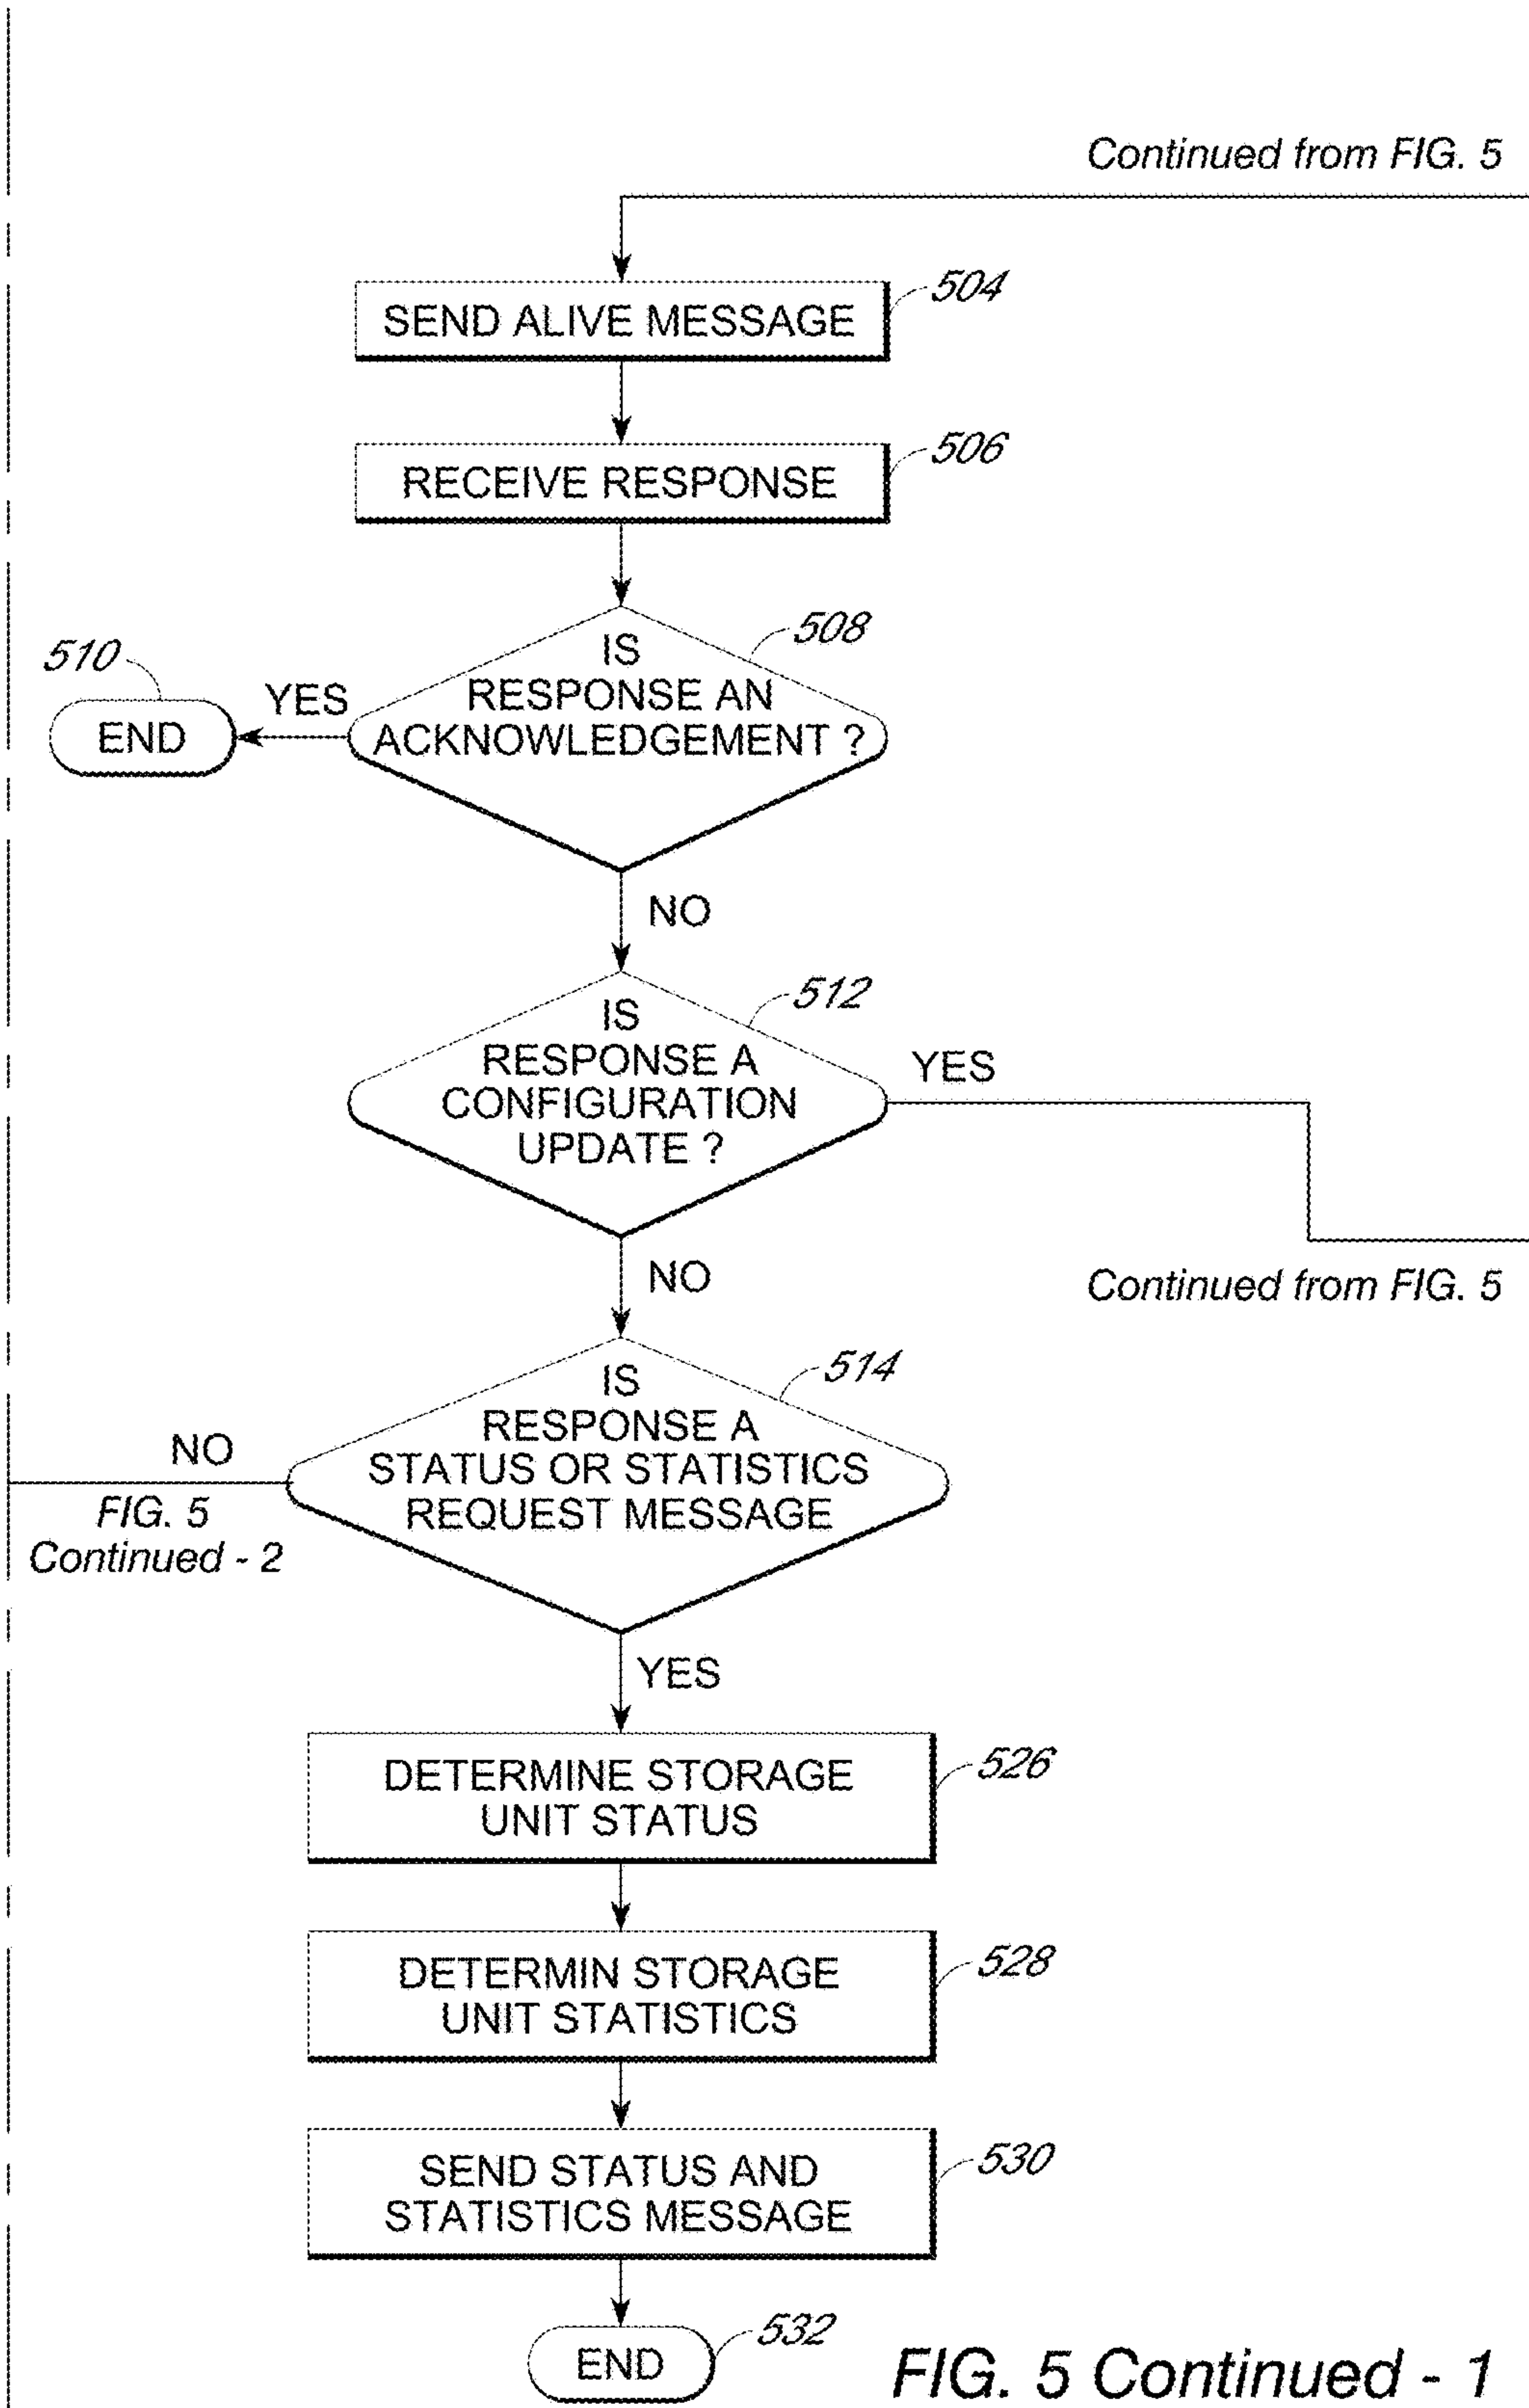 Continued from FIG. 5
SEND ALIVE MESSAGE
504
RECEIVE RESPONSE
506
508
IS
RESPONSE AN
ACKNOWLEDGEMENT ?
510
YES
END
NO
512
IS
RESPONSE A
CONFIGURATION
UPDATE ?
YES
Continued from FIG. 5
NO
514
IS
RESPONSE A
STATUS OR STATISTICS
REQUEST MESSAGE
NO
FIG. 5
Continued - 2
YES
DETERMINE STORAGE
UNIT STATUS
526
DETERMIN STORAGE
UNIT STATISTICS
528
SEND STATUS AND
STATISTICS MESSAGE
530
END
532
FIG. 5 Continued - 1